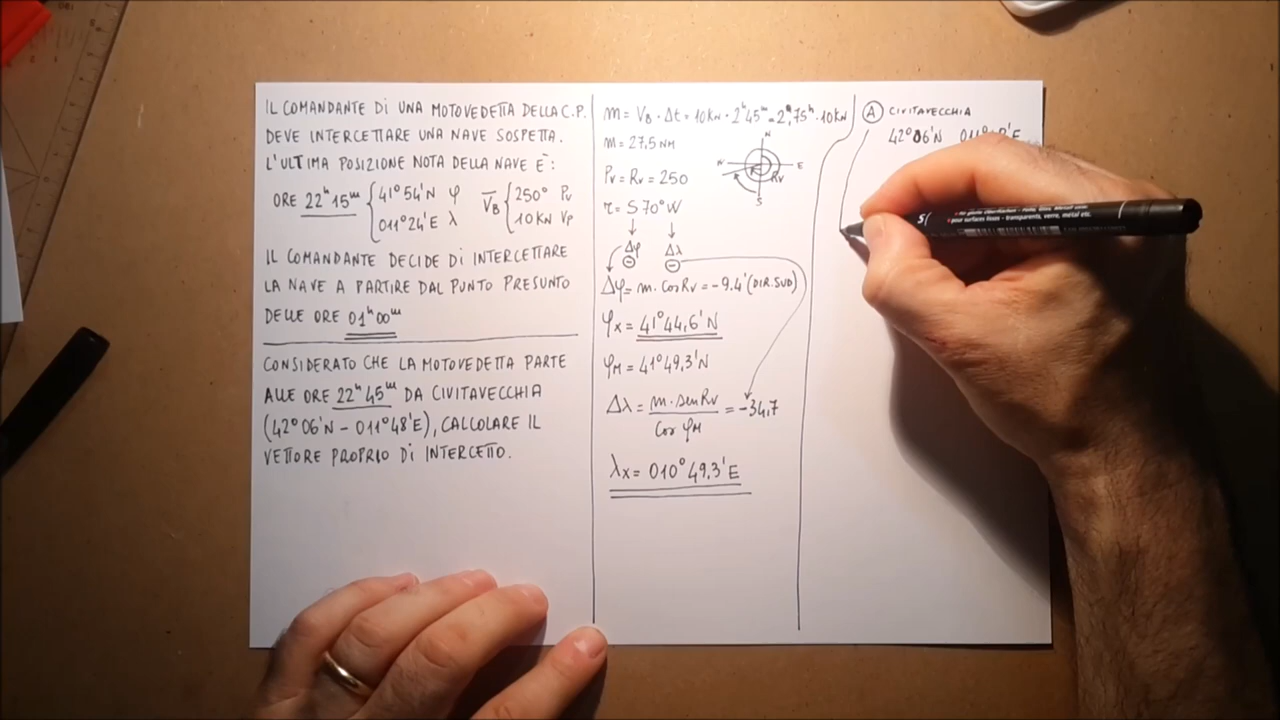 IL COMANDANTE DI UNA MOTOVEDETTA DELLA C.P.
DEVE INTERCETTARE UNA NAVE SOSPETTA.
L'ULTIMA POSIZIONE NOTA DELLA NAVE È:
ORE 22ʰ15ᵐ { 41°54'N φ V̅B { 250° Pv
011°24'E λ 10KN Vp
IL COMANDANTE DECIDE DI INTERCETTARE
LA NAVE A PARTIRE DAL PUNTO PRESUNTO
DELLE ORE 01ʰ00ᵐ
CONSIDERATO CHE LA MOTOVEDETTA PARTE
ALLE ORE 22ʰ45ᵐ DA CIVITAVECCHIA
(42°06'N - 011°48'E), CALCOLARE IL
VETTORE PROPRIO DI INTERCETTO.
m = VB · Δt = 10KN · 2ʰ45ᵐ = 2,75ʰ · 10KN
m = 27,5 NM
Pv = Rv = 250
N
W E
Rv
S
r = S 70° W
↓ ↓
Δφ Δλ
⊖ ⊖
Δφ = m · cos Rv = -9.4' (DIR. SUD)
φx = 41°44,6'N
φM = 41°49,3'N
Δλ = m · sen Rv / cos φM = -34,7
λx = 010°49,3'E
Ⓐ CIVITAVECCHIA
42°06'N